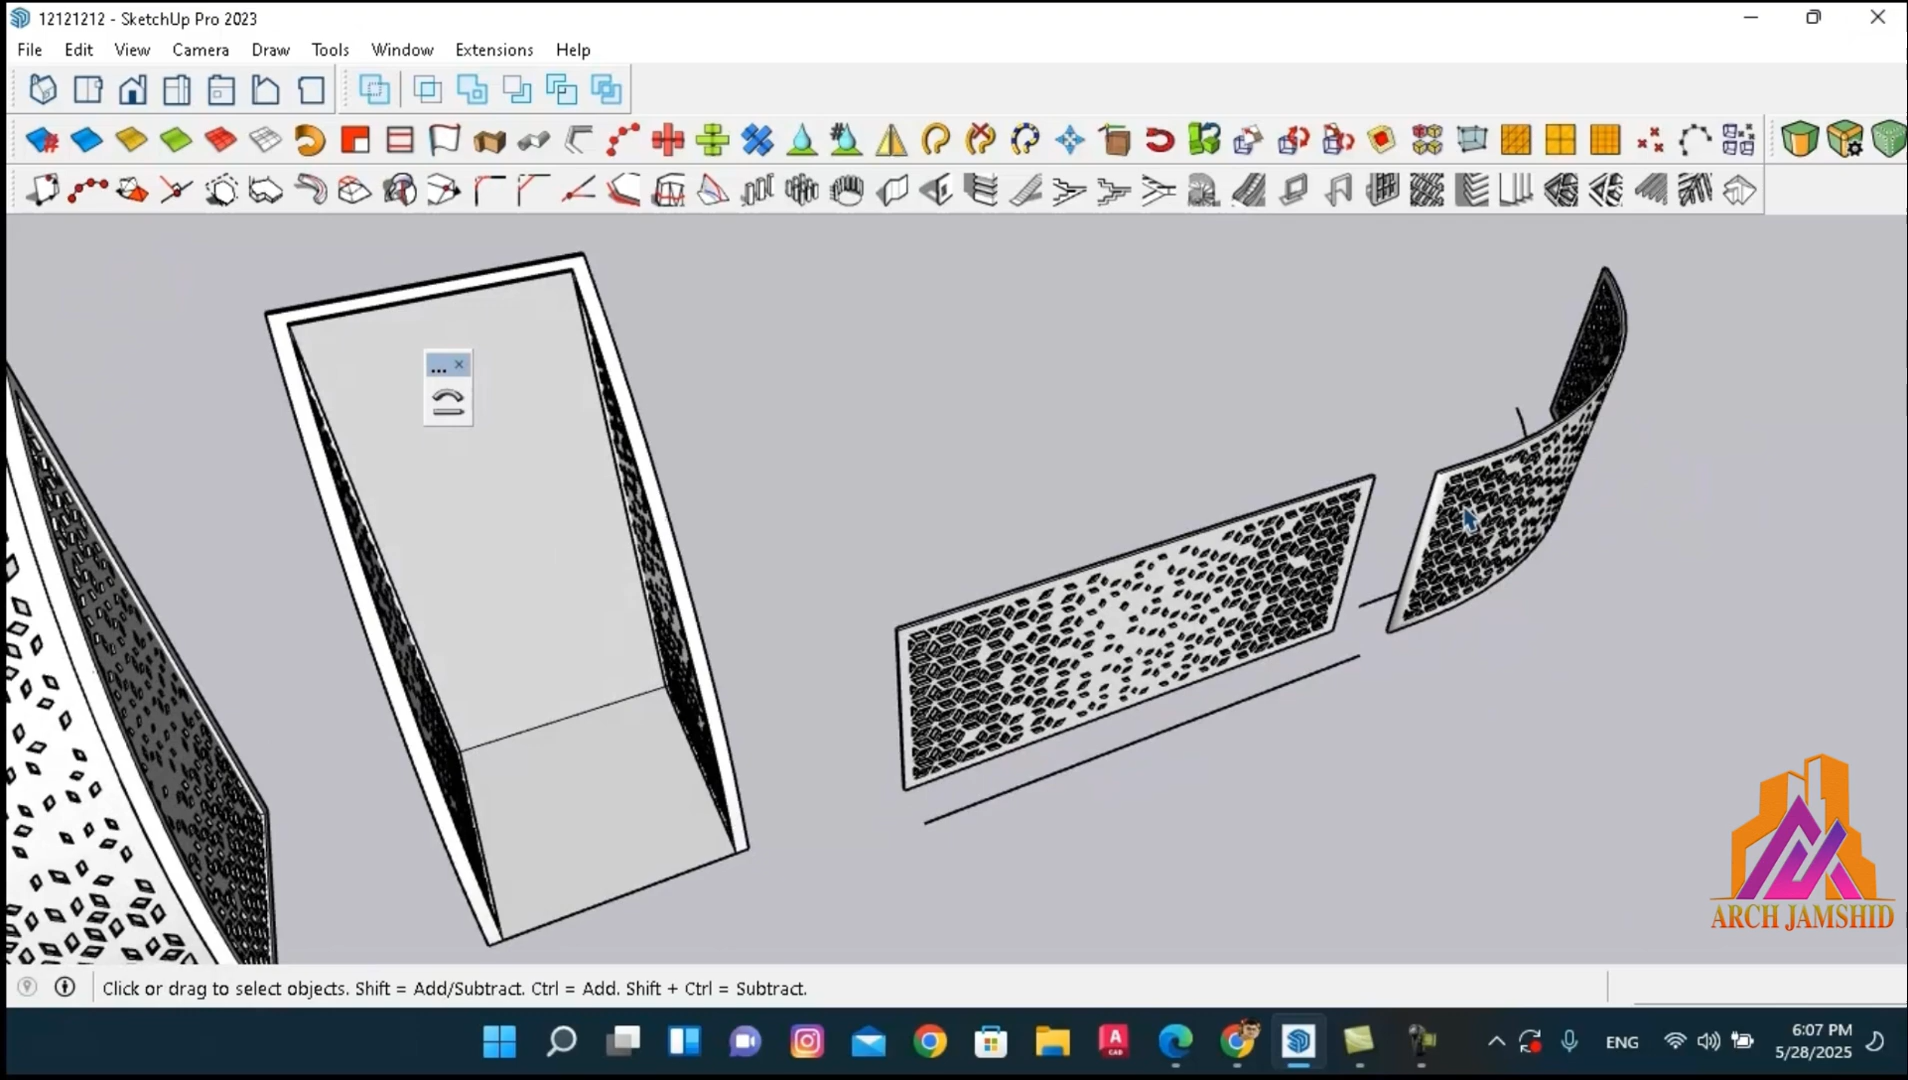 12121212 - SketchUp Pro 2023
File Edit View Camera Draw Tools Window Extensions Help
...
ARCH JAMSHID
Click or drag to select objects. Shift = Add/Subtract. Ctrl = Add. Shift + Ctrl = Subtract.
A
CAD
ENG
6:07 PM
5/28/2025